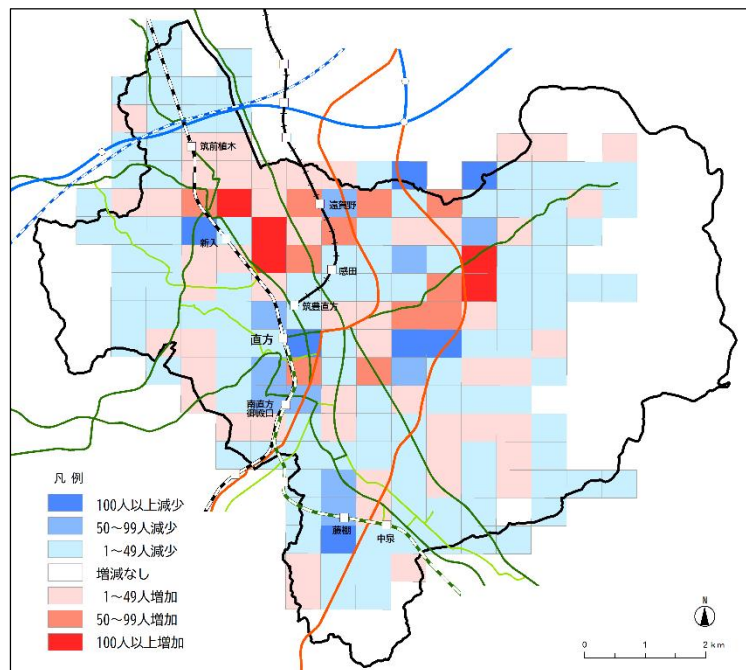 筑前植木
遠賀野
新入
感田
筑豊直方
直方
南直方
御殿口
藤棚
中泉
凡 例
100人以上減少
50~99人減少
1~49人減少
増減なし
1~49人増加
50~99人増加
100人以上増加
N
0 1 2 km